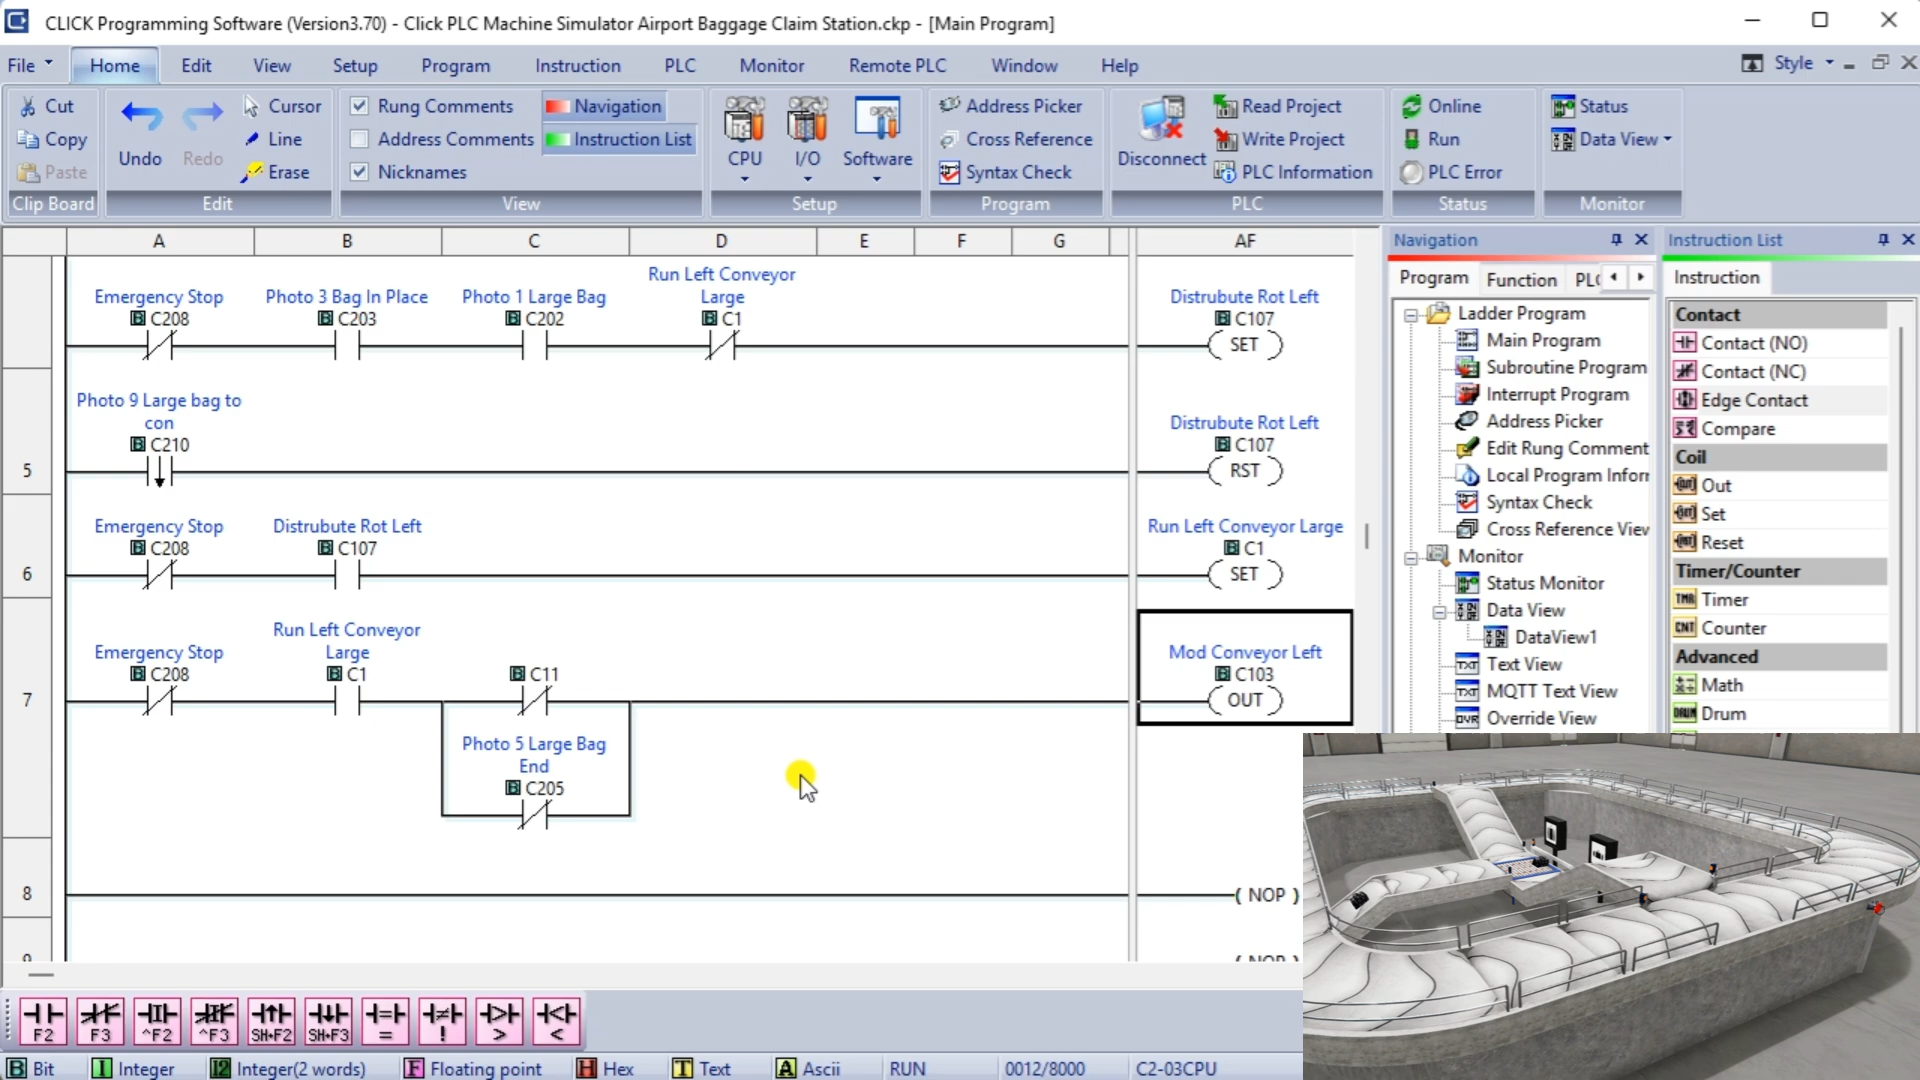 CLICK Programming Software (Version3.70) - Click PLC Machine Simulator Airport Baggage Claim Station.ckp - [Main Program]
File Home Edit View Setup Program Instruction PLC Monitor Remote PLC Window Help Style
Cut Cursor Rung Comments Navigation Address Picker Read Project Online Status
Copy Line Address Comments Instruction List Cross Reference Write Project Run Data View
Paste Undo Redo Erase Nicknames CPU I/O Software Syntax Check Disconnect PLC Information PLC Error
Clip Board Edit View Setup Program PLC Status Monitor
A B C D E F G AF
Emergency Stop Photo 3 Bag In Place Photo 1 Large Bag Run Left Conveyor Large Distrubute Rot Left
B C208 B C203 B C202 B C1 B C107
SET
Photo 9 Large bag to con Distrubute Rot Left
B C210 B C107
5 RST
Emergency Stop Distrubute Rot Left Run Left Conveyor Large
B C208 B C107 B C1
6 SET
Emergency Stop Run Left Conveyor Large Mod Conveyor Left
B C208 B C1 B C11 B C103
7 OUT
Photo 5 Large Bag End
B C205
8 NOP
Navigation
Program Function
Ladder Program
Main Program
Subroutine Program
Interrupt Program
Address Picker
Edit Rung Comment
Local Program Infor
Syntax Check
Cross Reference View
Monitor
Status Monitor
Data View
DataView1
Text View
MQTT Text View
Override View
Instruction List
Instruction
Contact
Contact (NO)
Contact (NC)
Edge Contact
Compare
Coil
Out
Set
Reset
Timer/Counter
TMR Timer
CNT Counter
Advanced
Math
DRUM Drum
F2 F3 ^F2 ^F3 SH+F2 SH+F3 = ! > <
B Bit I Integer I2 Integer(2 words) F Floating point H Hex T Text A Ascii RUN 0012/8000 C2-03CPU